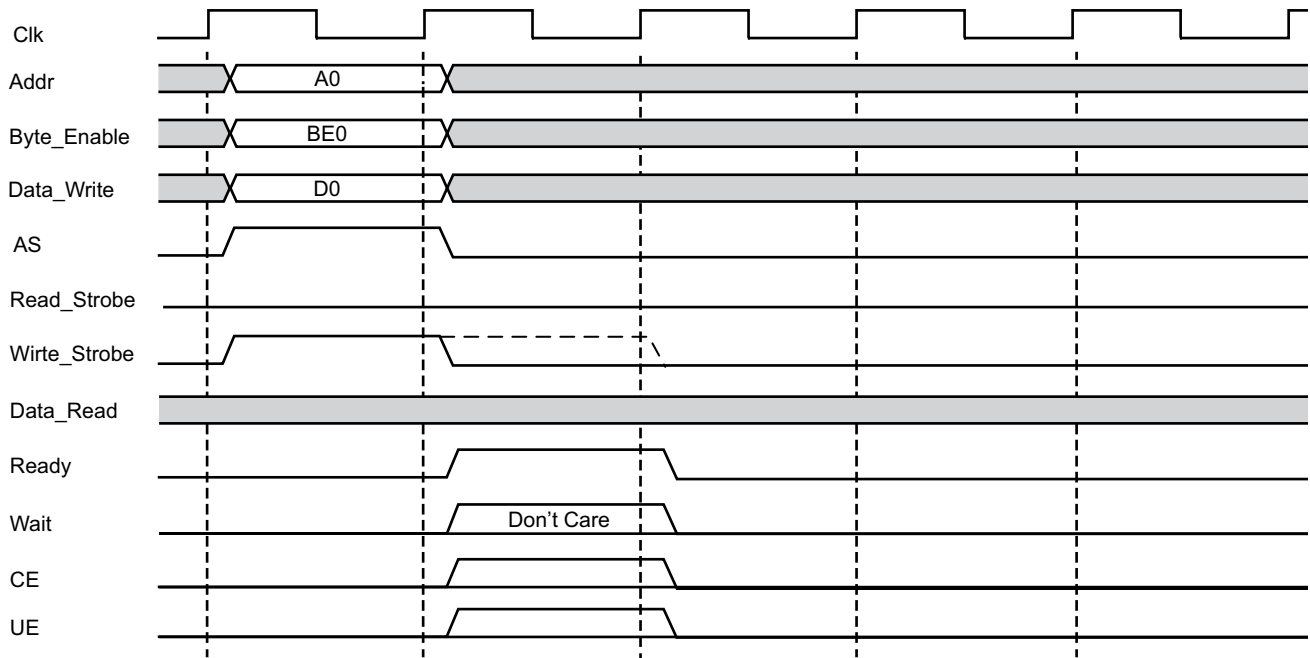 Clk
Addr
A0
Byte_Enable
BE0
Data_Write
D0
AS
Read_Strobe
Wirte_Strobe
Data_Read
Ready
Wait
Don't Care
CE
UE